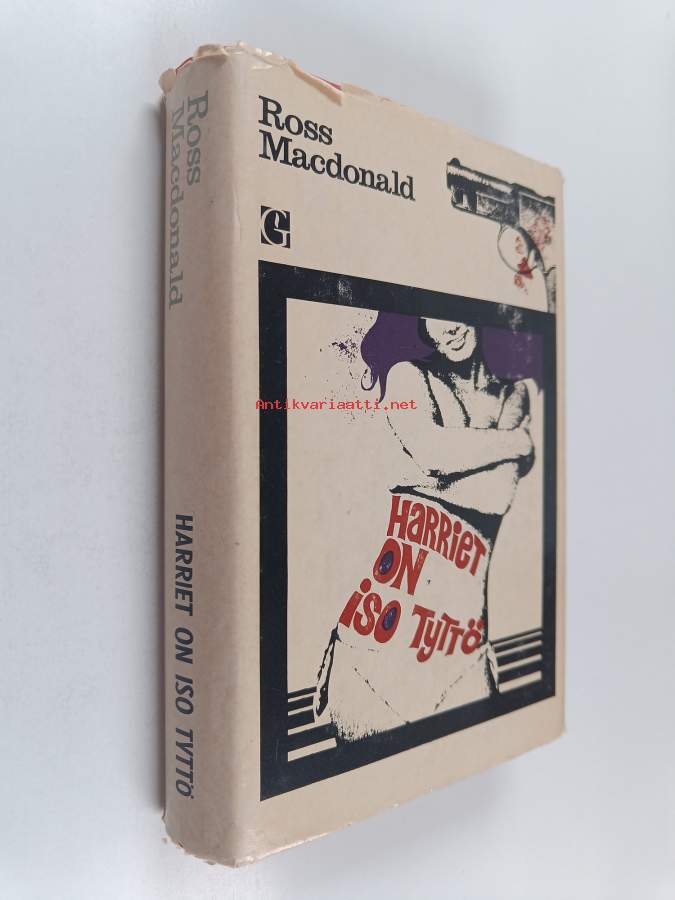 Ross
Macdonald
HARRIET ON ISO TYTTÖ
Ross
Macdonald
G
Harriet
ON
iso TyTTö
Antikvariaatti.net